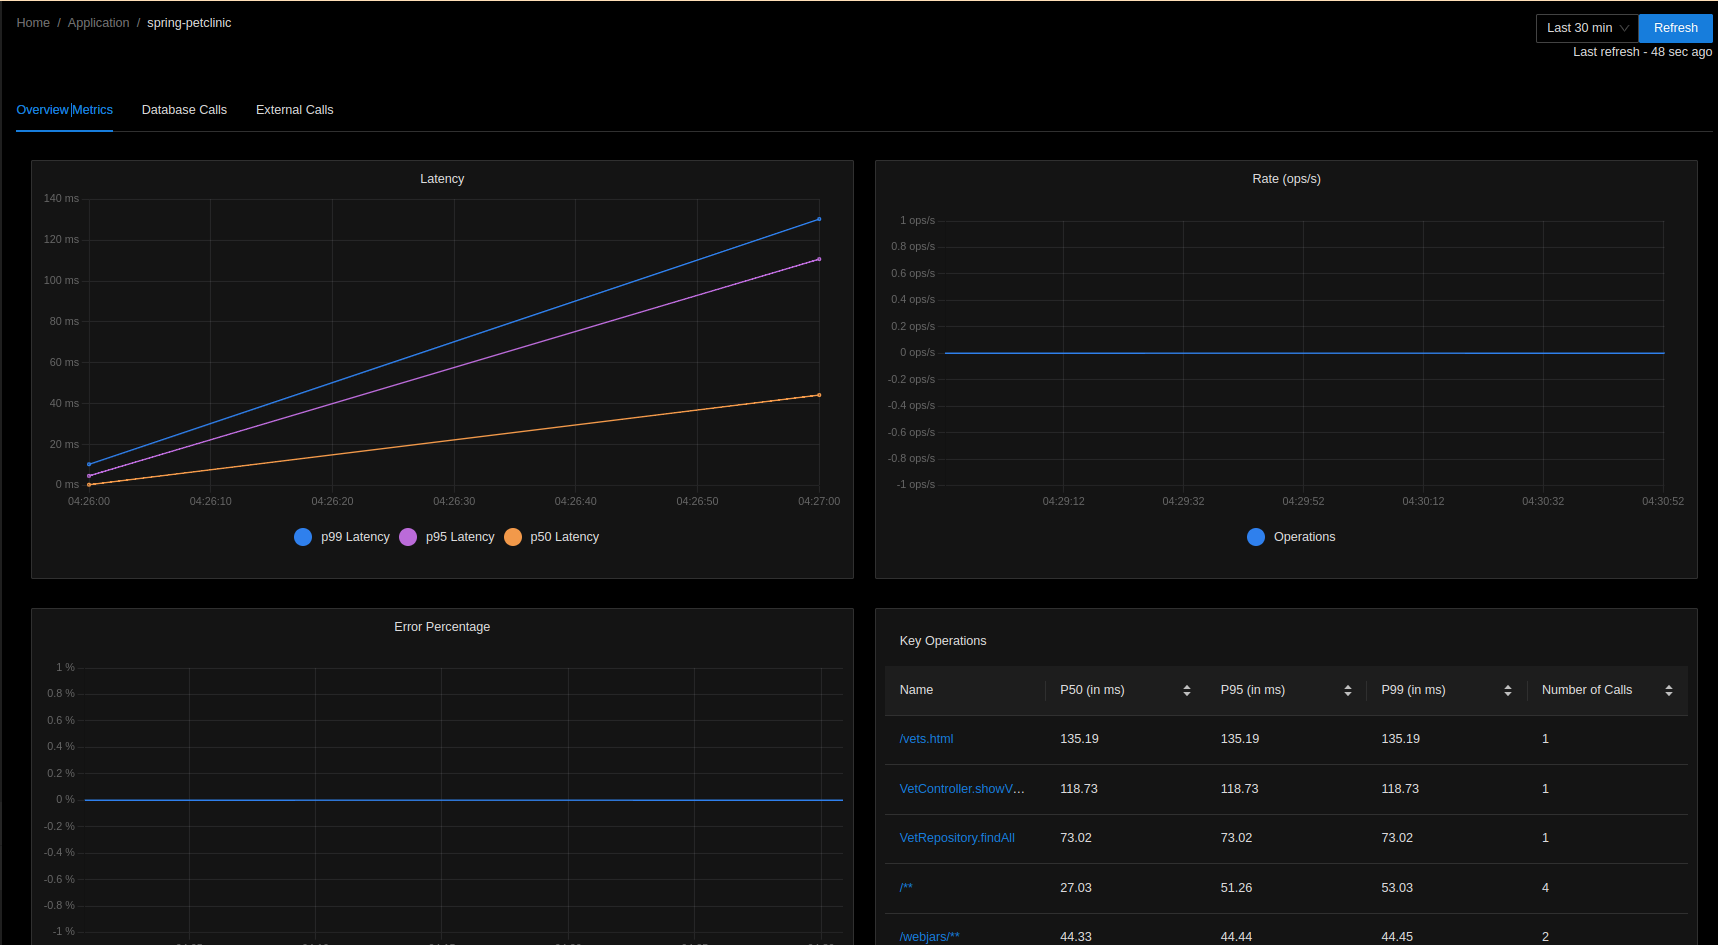 Home / Application / spring-petclinic
Last 30 min
Refresh
Last refresh - 48 sec ago
Overview Metrics
Database Calls
External Calls
Latency
140 ms
120 ms
100 ms
80 ms
60 ms
40 ms
20 ms
0 ms
04:26:00 04:26:10 04:26:20 04:26:30 04:26:40 04:26:50 04:27:00
p99 Latency p95 Latency p50 Latency
Rate (ops/s)
1 ops/s
0.8 ops/s
0.6 ops/s
0.4 ops/s
0.2 ops/s
0 ops/s
-0.2 ops/s
-0.4 ops/s
-0.6 ops/s
-0.8 ops/s
-1 ops/s
04:29:12 04:29:32 04:29:52 04:30:12 04:30:32 04:30:52
Operations
Error Percentage
1 %
0.8 %
0.6 %
0.4 %
0.2 %
0 %
-0.2 %
-0.4 %
-0.6 %
-0.8 %
-1 %
Key Operations
Name P50 (in ms) P95 (in ms) P99 (in ms) Number of Calls
/vets.html 135.19 135.19 135.19 1
VetController.showV... 118.73 118.73 118.73 1
VetRepository.findAll 73.02 73.02 73.02 1
/** 27.03 51.26 53.03 4
/webjars/** 44.33 44.44 44.45 2